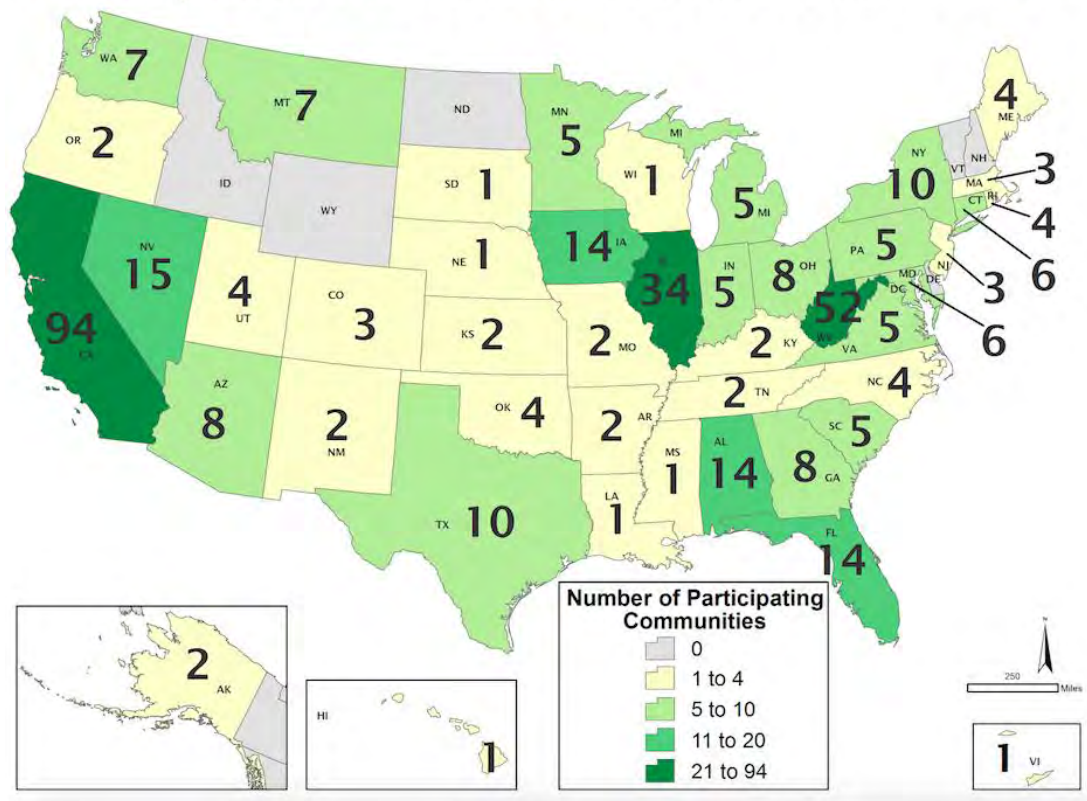 WA 7
MT 7
ND
MN
5
MI
ME
4
OR 2
ID
WY
SD 1
WI 1
5 MI
NY
10
VT
NH
MA
3
CT
RI
4
6
NV
15
14 IA
NE 1
34
IN
5
8 OH
PA 5
NJ
3
MD
DE
DC
6
94
CA
4
UT
CO
3
KS 2
2 MO
2 KY
52
WV
5
VA
AZ
8
2
NM
OK 4
2 AR
2 TN
NC 4
SC 5
MS
1
AL
14
8
GA
TX 10
LA
1
FL
14
Number of Participating
Communities
0
1 to 4
5 to 10
11 to 20
21 to 94
2
AK
HI
1
N
250
Miles
1 VI